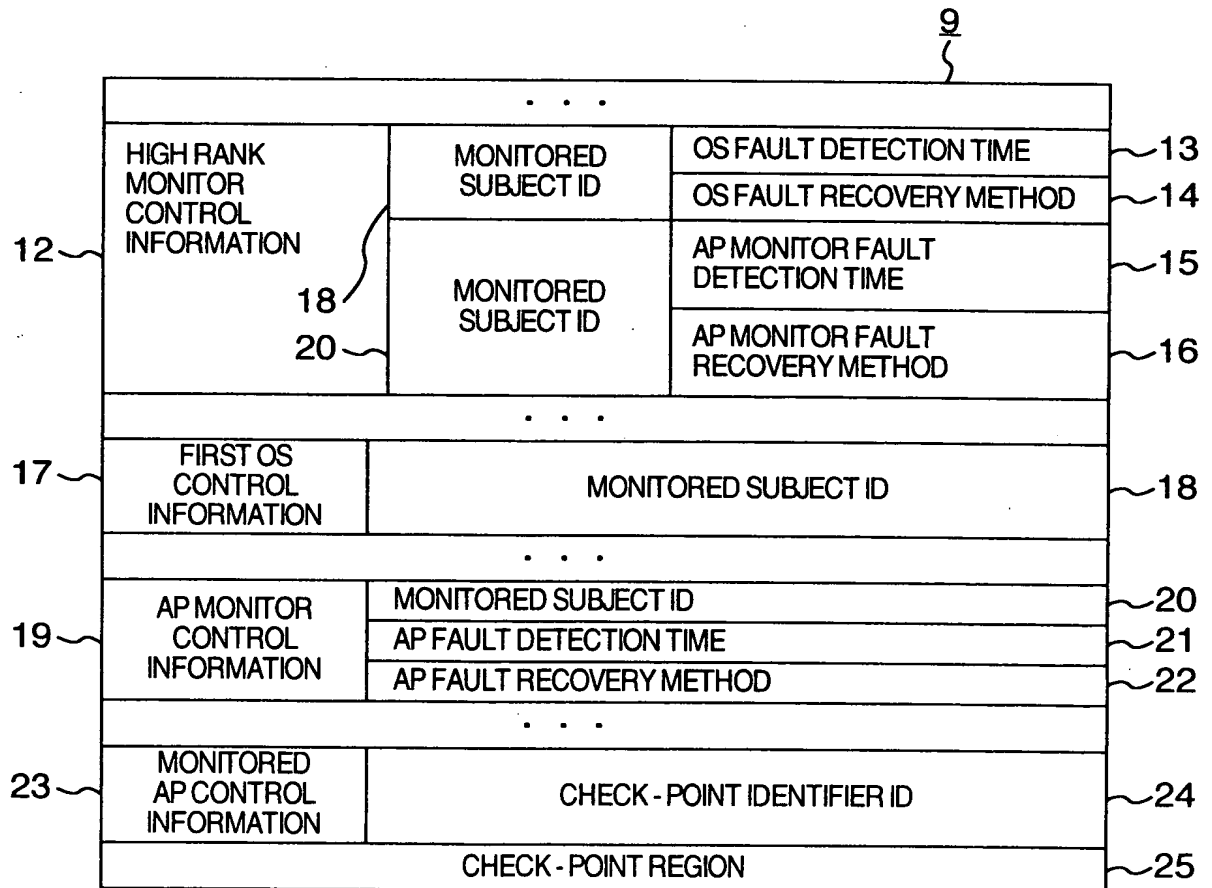 9
. . .
HIGH RANK
MONITOR
CONTROL
INFORMATION
12
MONITORED
SUBJECT ID
18
OS FAULT DETECTION TIME
13
OS FAULT RECOVERY METHOD
14
MONITORED
SUBJECT ID
20
AP MONITOR FAULT
DETECTION TIME
15
AP MONITOR FAULT
RECOVERY METHOD
16
. . .
17
FIRST OS
CONTROL
INFORMATION
MONITORED SUBJECT ID
18
. . .
19
AP MONITOR
CONTROL
INFORMATION
MONITORED SUBJECT ID
20
AP FAULT DETECTION TIME
21
AP FAULT RECOVERY METHOD
22
. . .
23
MONITORED
AP CONTROL
INFORMATION
CHECK - POINT IDENTIFIER ID
24
CHECK - POINT REGION
25